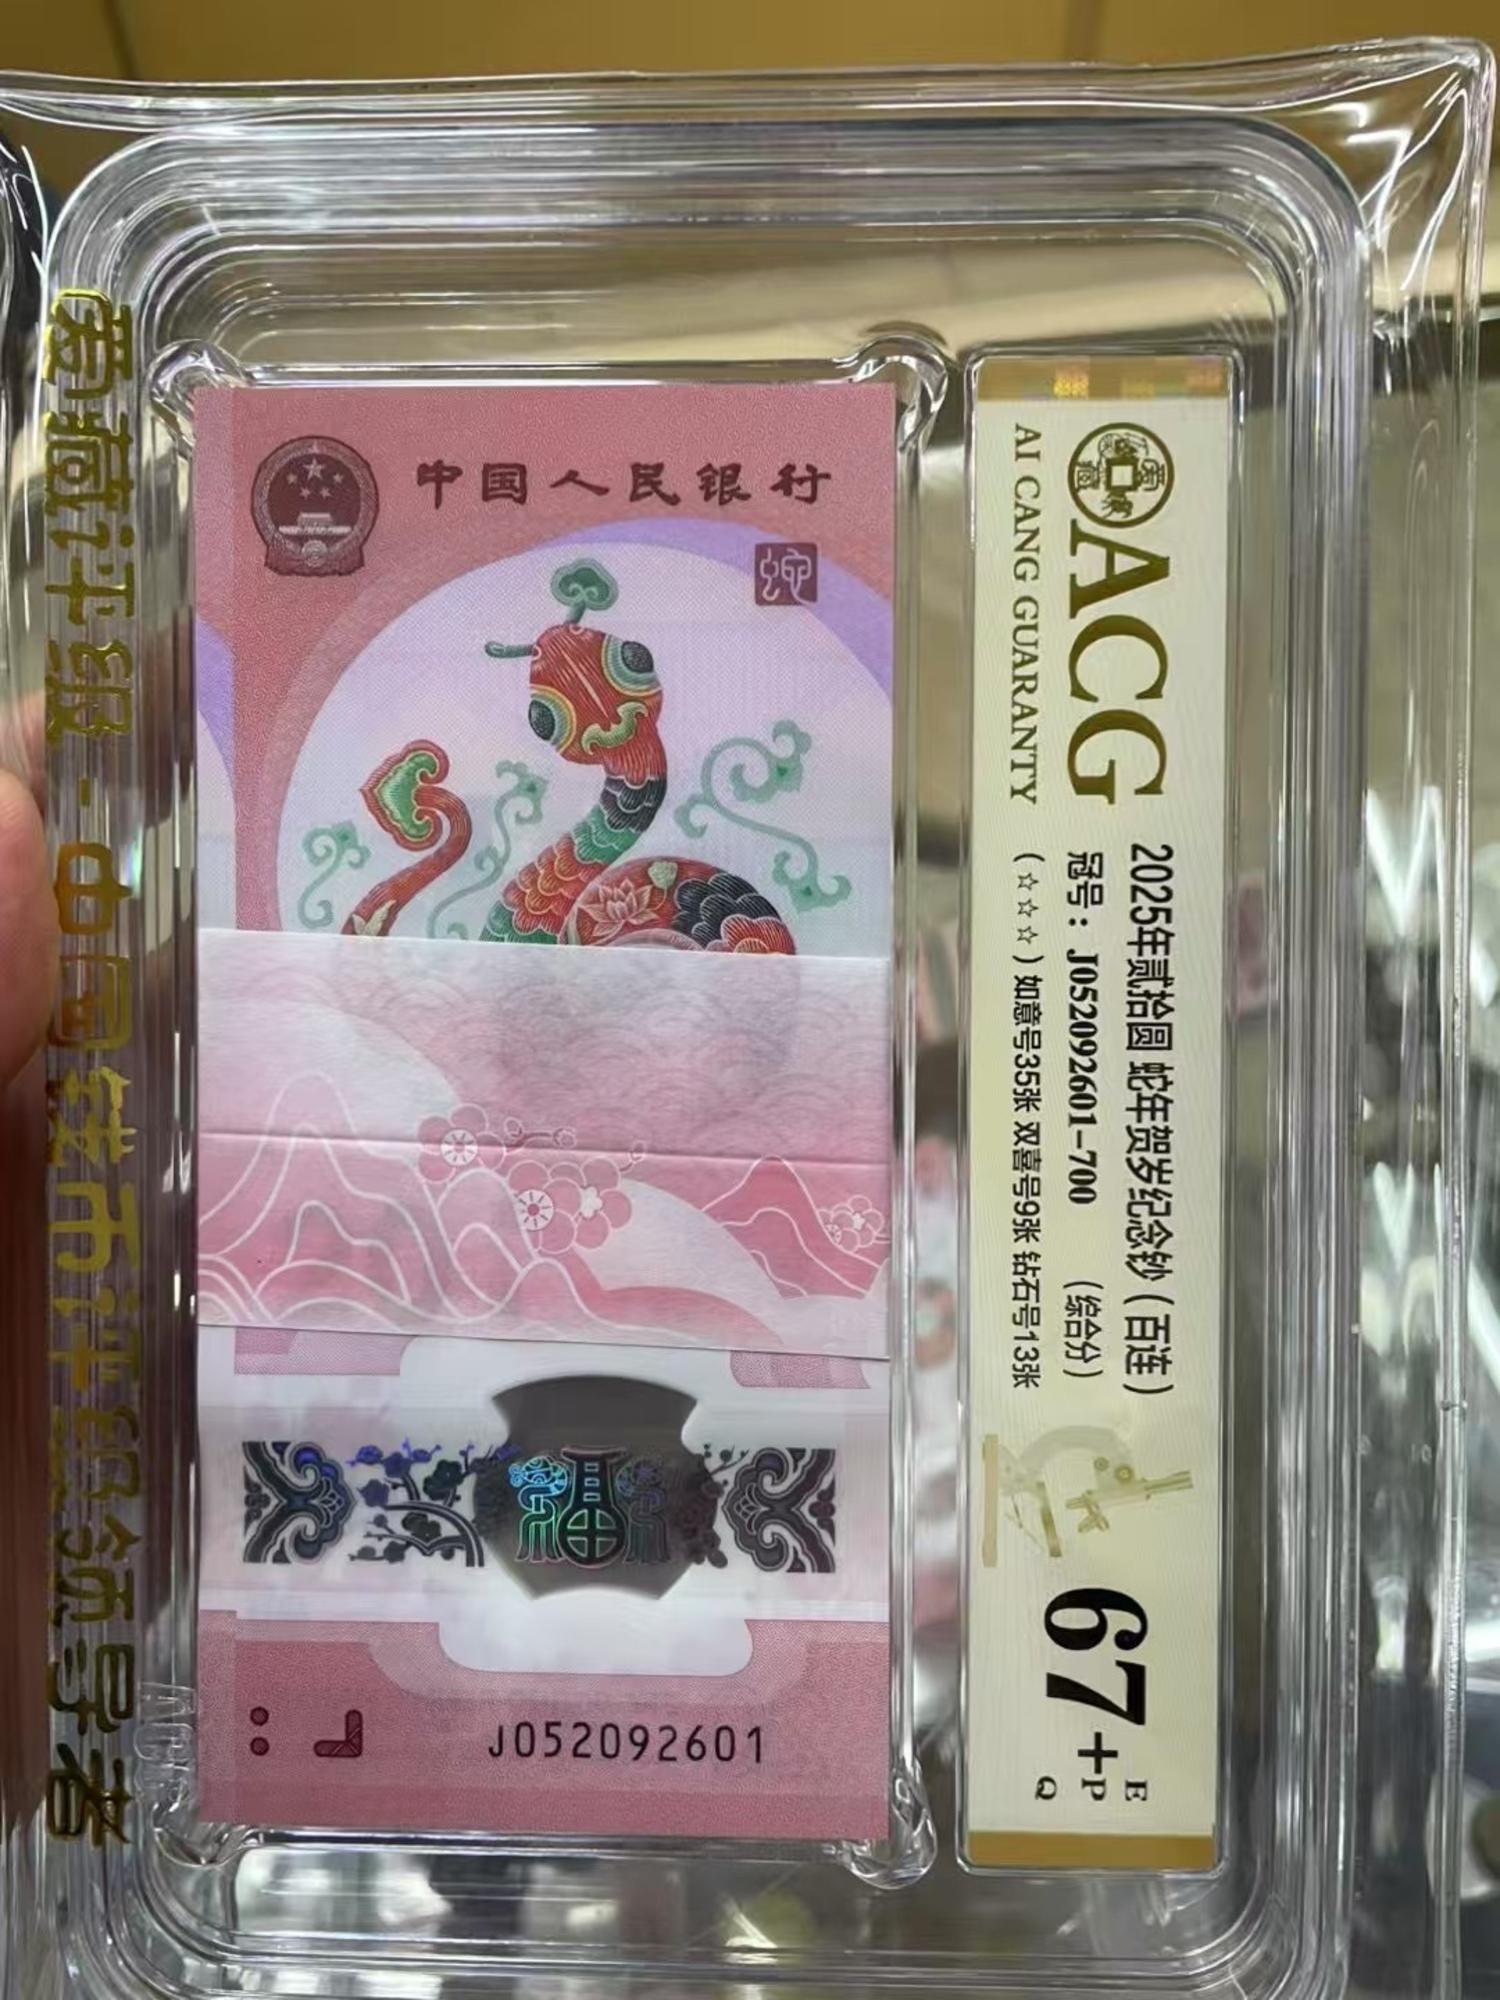 中国人民银行
蛇
J052092601
爱藏评级-中国钱币评级领导者
ACG
AI CANG GUARANTY
2025年贰拾圆 蛇年贺岁纪念钞（百连）
冠号：J052092601-700 （综合分）
（☆☆☆）如意号35张 双喜号9张 钻石号13张
67+
E
P
Q